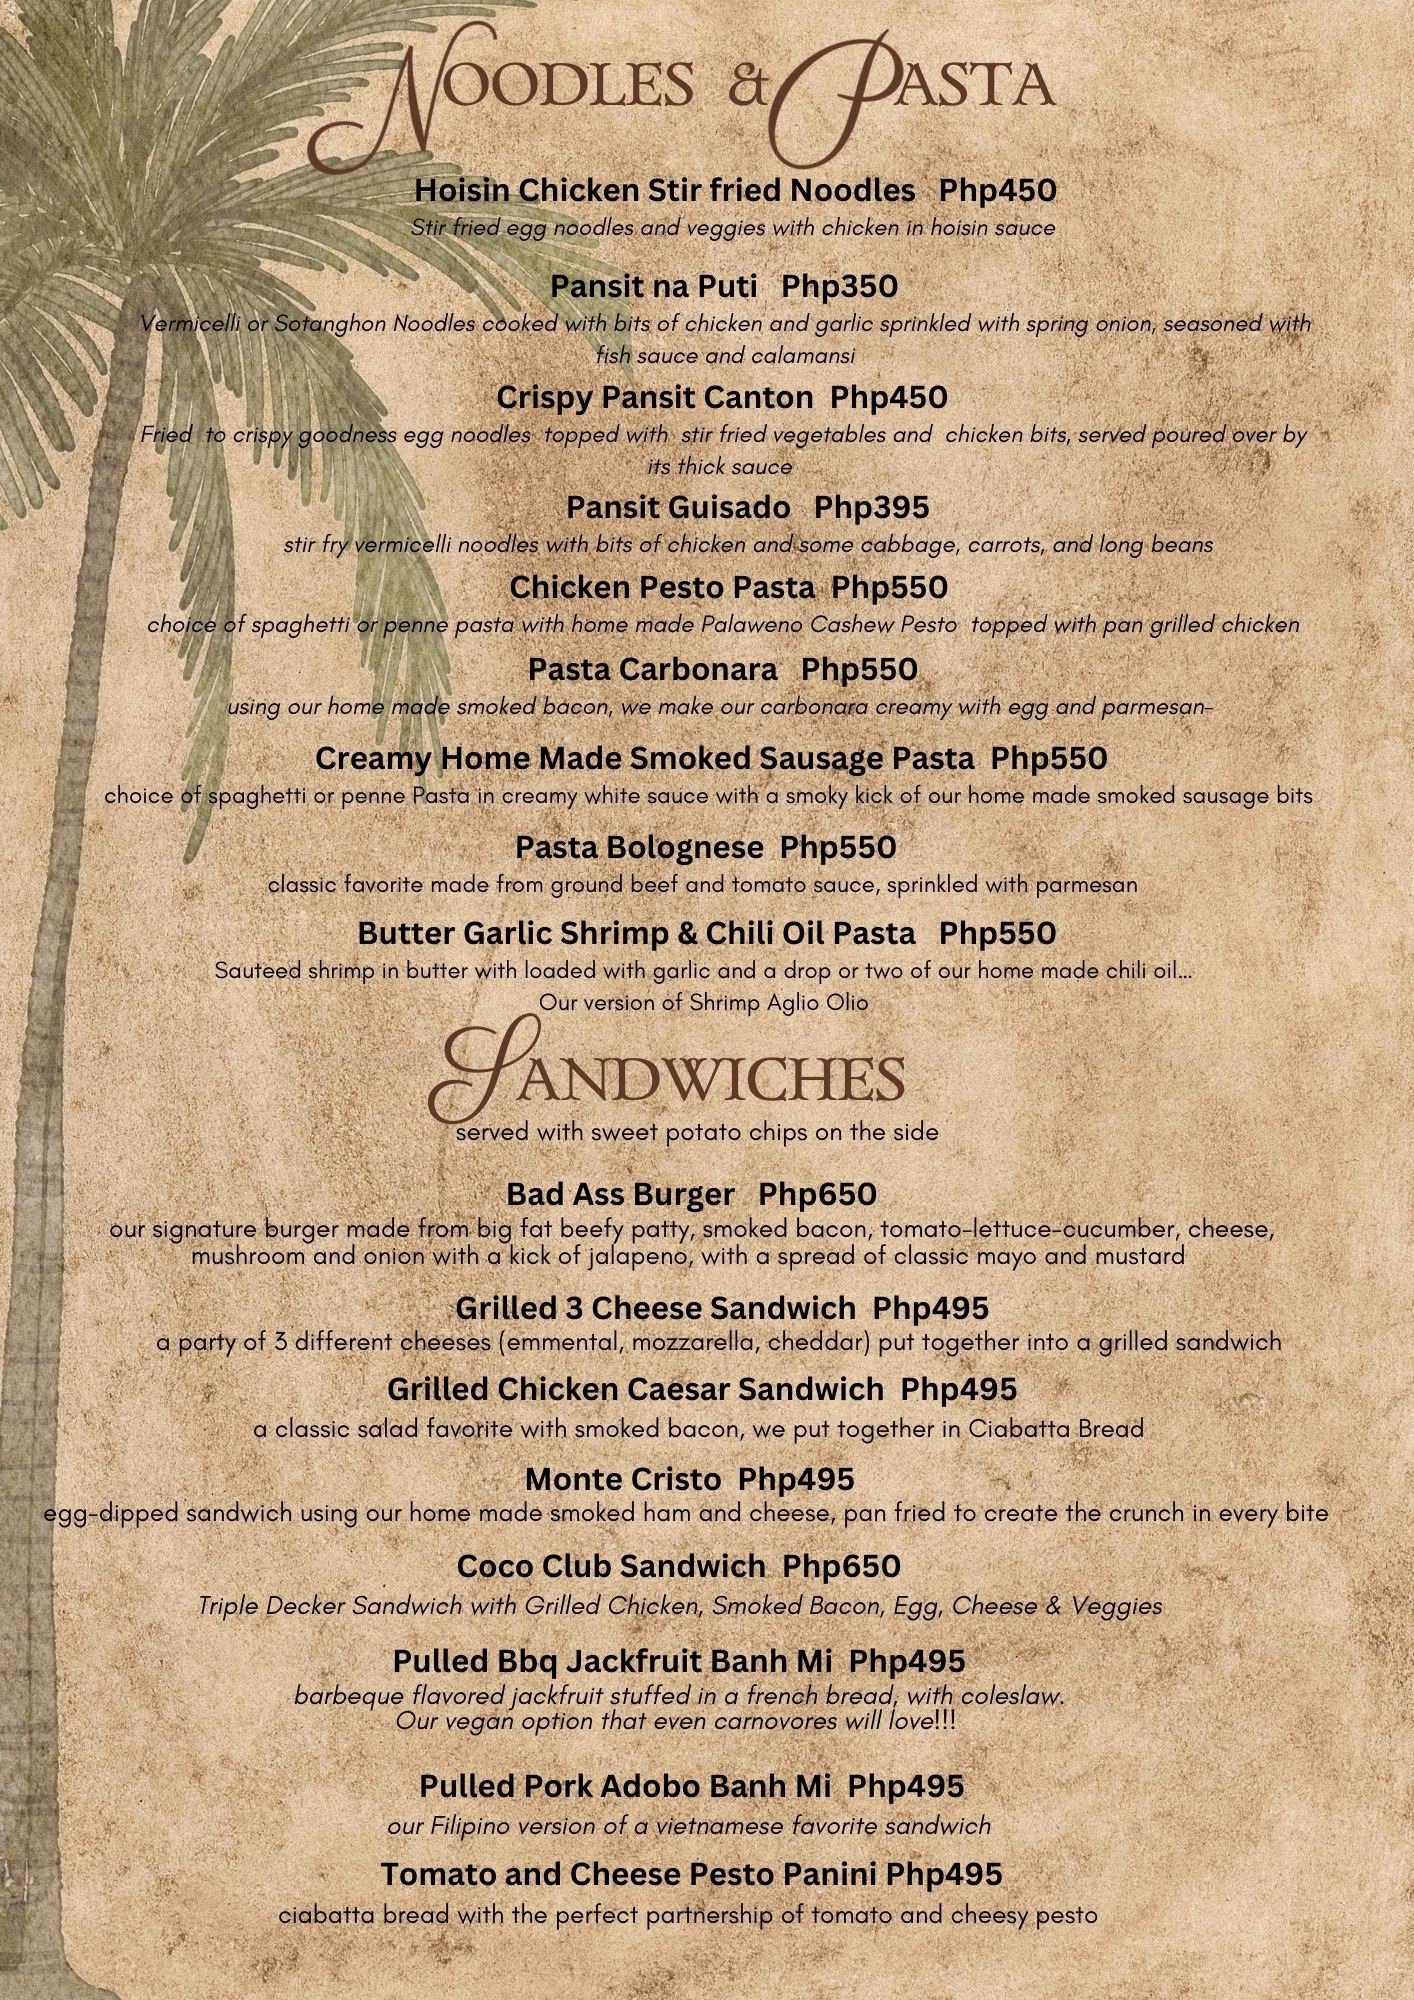 Noodles & Pasta
Hoisin Chicken Stir fried Noodles Php450
Stir fried egg noodles and veggies with chicken in hoisin sauce
Pansit na Puti Php350
Vermicelli or Sotanghon Noodles cooked with bits of chicken and garlic sprinkled with spring onion, seasoned with
fish sauce and calamansi
Crispy Pansit Canton Php450
Fried to crispy goodness egg noodles topped with stir fried vegetables and chicken bits, served poured over by
its thick sauce
Pansit Guisado Php395
stir fry vermicelli noodles with bits of chicken and some cabbage, carrots, and long beans
Chicken Pesto Pasta Php550
choice of spaghetti or penne pasta with home made Palaweno Cashew Pesto topped with pan grilled chicken
Pasta Carbonara Php550
using our home made smoked bacon, we make our carbonara creamy with egg and parmesan-
Creamy Home Made Smoked Sausage Pasta Php550
choice of spaghetti or penne Pasta in creamy white sauce with a smoky kick of our home made smoked sausage bits
Pasta Bolognese Php550
classic favorite made from ground beef and tomato sauce, sprinkled with parmesan
Butter Garlic Shrimp & Chili Oil Pasta Php550
Sauteed shrimp in butter with loaded with garlic and a drop or two of our home made chili oil...
Our version of Shrimp Aglio Olio
Sandwiches
served with sweet potato chips on the side
Bad Ass Burger Php650
our signature burger made from big fat beefy patty, smoked bacon, tomato-lettuce-cucumber, cheese,
mushroom and onion with a kick of jalapeno, with a spread of classic mayo and mustard
Grilled 3 Cheese Sandwich Php495
a party of 3 different cheeses (emmental, mozzarella, cheddar) put together into a grilled sandwich
Grilled Chicken Caesar Sandwich Php495
a classic salad favorite with smoked bacon, we put together in Ciabatta Bread
Monte Cristo Php495
egg-dipped sandwich using our home made smoked ham and cheese, pan fried to create the crunch in every bite
Coco Club Sandwich Php650
Triple Decker Sandwich with Grilled Chicken, Smoked Bacon, Egg, Cheese & Veggies
Pulled Bbq Jackfruit Banh Mi Php495
barbeque flavored jackfruit stuffed in a french bread, with coleslaw.
Our vegan option that even carnovores will love!!!
Pulled Pork Adobo Banh Mi Php495
our Filipino version of a vietnamese favorite sandwich
Tomato and Cheese Pesto Panini Php495
ciabatta bread with the perfect partnership of tomato and cheesy pesto